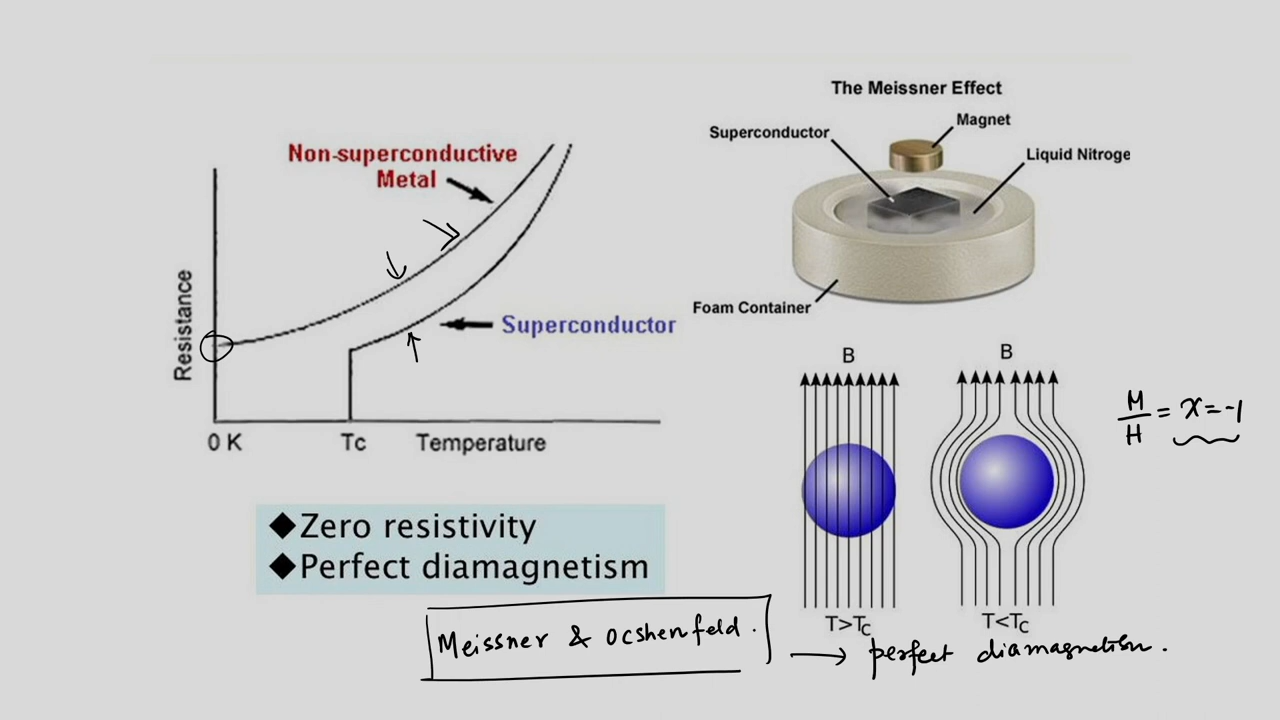 Non-superconductive
Metal
Superconductor
Resistance
0 K
Tc
Temperature
◆Zero resistivity
◆Perfect diamagnetism
The Meissner Effect
Superconductor
Magnet
Liquid Nitroge
Foam Container
B
B
T>TC
T<TC
M/H = χ = -1
Meissner & Ocshenfeld.
→ perfect diamagnetism.